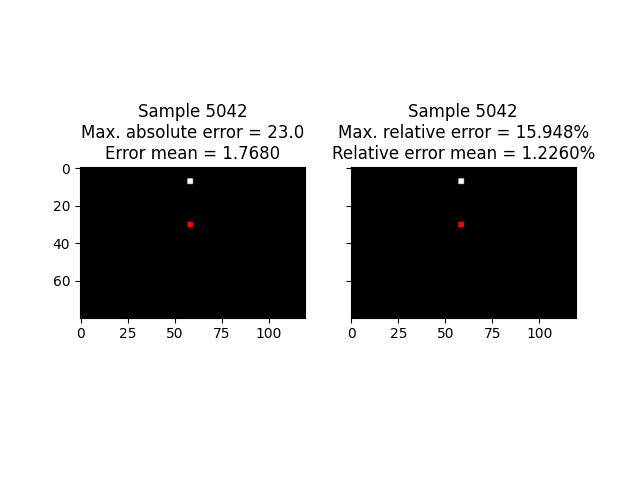 Sample 5042
Max. absolute error = 23.0
Error mean = 1.7680
Sample 5042
Max. relative error = 15.948%
Relative error mean = 1.2260%
0
20
40
60
0 25 50 75 100
0 25 50 75 100